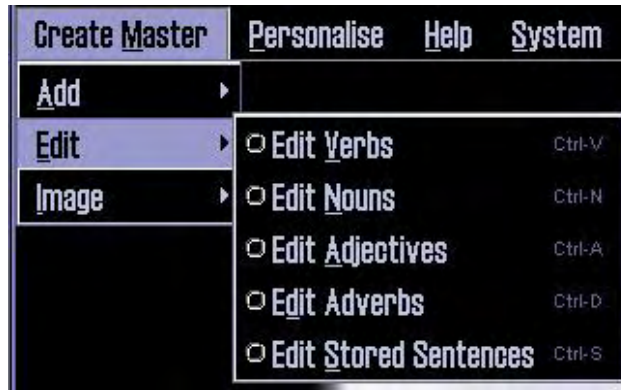 Create Master Personalise Help System
Add
Edit Edit Verbs Ctrl-V
Image Edit Nouns Ctrl-N
Edit Adjectives Ctrl-A
Edit Adverbs Ctrl-D
Edit Stored Sentences Ctrl-S